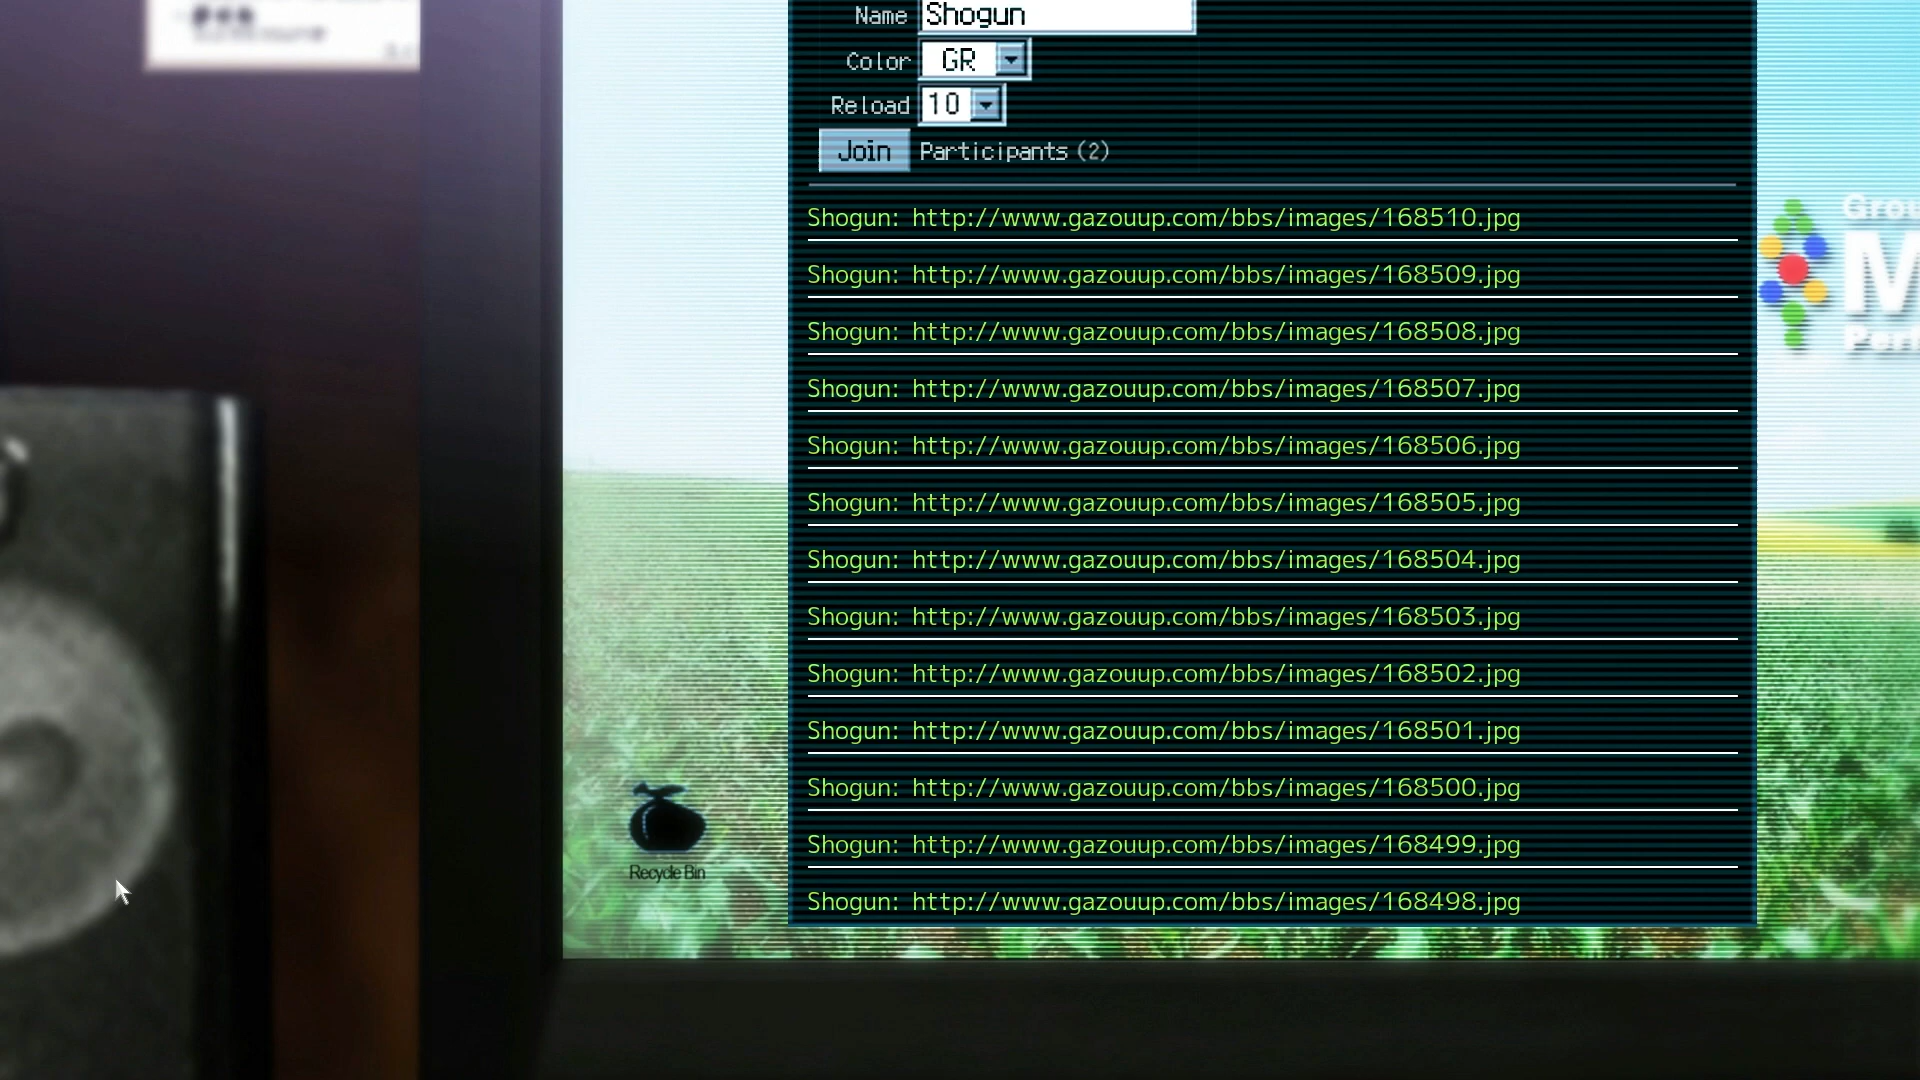 Name Shogun
Color GR
Reload 10
Join Participants (2)
Shogun: http://www.gazouup.com/bbs/images/168510.jpg
Shogun: http://www.gazouup.com/bbs/images/168509.jpg
Shogun: http://www.gazouup.com/bbs/images/168508.jpg
Shogun: http://www.gazouup.com/bbs/images/168507.jpg
Shogun: http://www.gazouup.com/bbs/images/168506.jpg
Shogun: http://www.gazouup.com/bbs/images/168505.jpg
Shogun: http://www.gazouup.com/bbs/images/168504.jpg
Shogun: http://www.gazouup.com/bbs/images/168503.jpg
Shogun: http://www.gazouup.com/bbs/images/168502.jpg
Shogun: http://www.gazouup.com/bbs/images/168501.jpg
Shogun: http://www.gazouup.com/bbs/images/168500.jpg
Shogun: http://www.gazouup.com/bbs/images/168499.jpg
Shogun: http://www.gazouup.com/bbs/images/168498.jpg
Recycle Bin